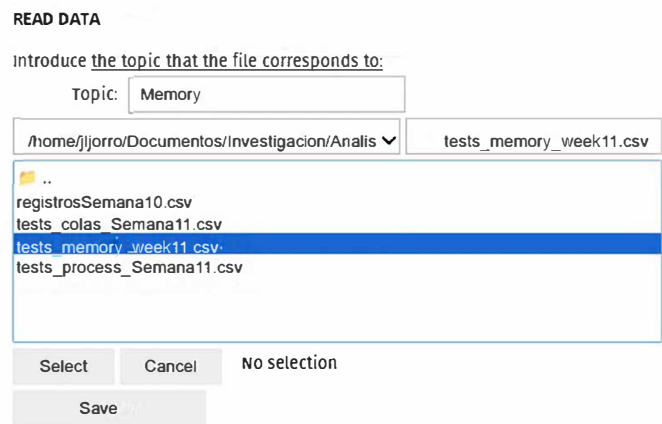 READ DATA
Introduce the topic that the file corresponds to:
Topic: Memory
/home/jljorro/Documentos/Investigacion/Analis tests_memory_week11.csv
..
registrosSemana10.csv
tests_colas_Semana11.csv
tests_memory_week11.csv
tests_process_Semana11.csv
Select Cancel No selection
Save